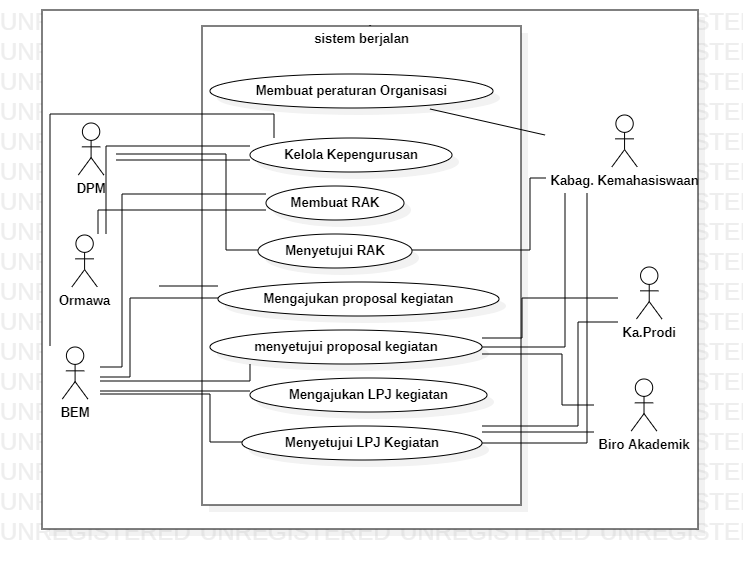 sistem berjalan
Membuat peraturan Organisasi
Kelola Kepengurusan
Kabag. Kemahasiswaan
DPM
Membuat RAK
Menyetujui RAK
Ormawa
Mengajukan proposal kegiatan
Ka.Prodi
menyetujui proposal kegiatan
Mengajukan LPJ kegiatan
BEM
Menyetujui LPJ Kegiatan
Biro Akademik
UNREGISTERED UNREGISTERED UNREGISTERED UNREGISTERED